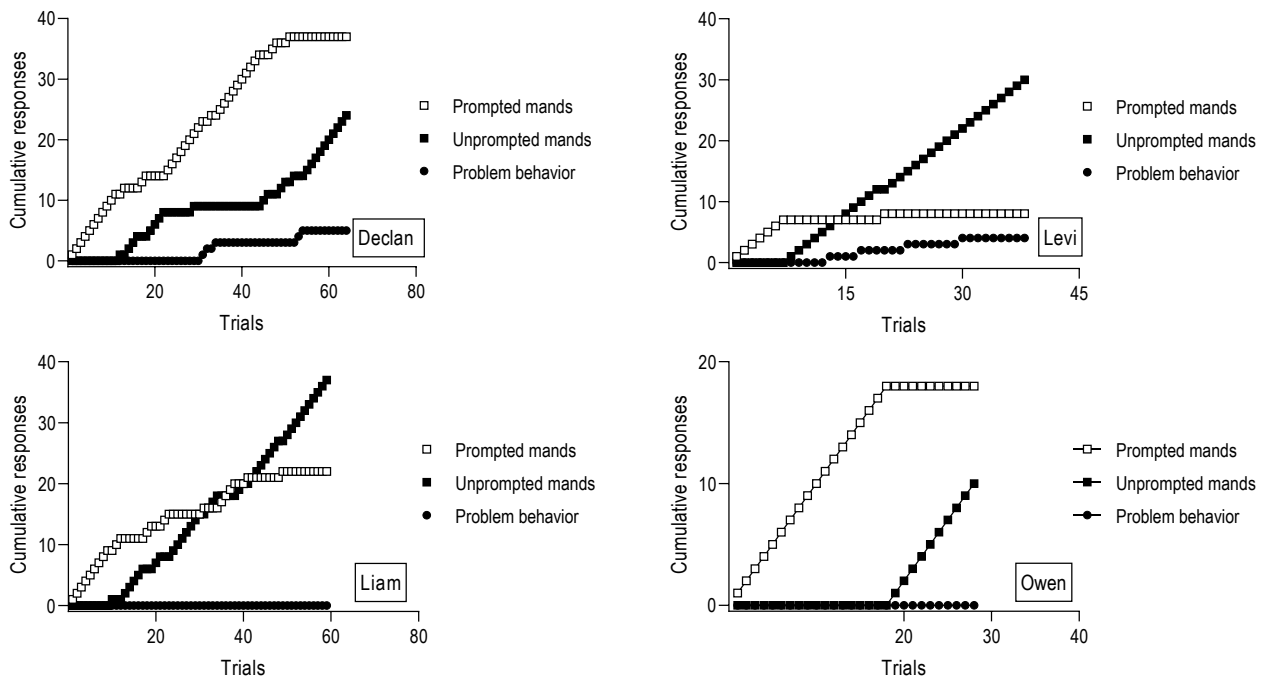 40
30
20
10
0
Cumulative responses
20
40
60
80
Trials
Prompted mands
Unprompted mands
Problem behavior
Declan
40
30
20
10
0
Cumulative responses
15
30
45
Trials
Prompted mands
Unprompted mands
Problem behavior
Levi
40
30
20
10
0
Cumulative responses
20
40
60
80
Trials
Prompted mands
Unprompted mands
Problem behavior
Liam
20
10
0
Cumulative responses
20
30
40
Trials
Prompted mands
Unprompted mands
Problem behavior
Owen